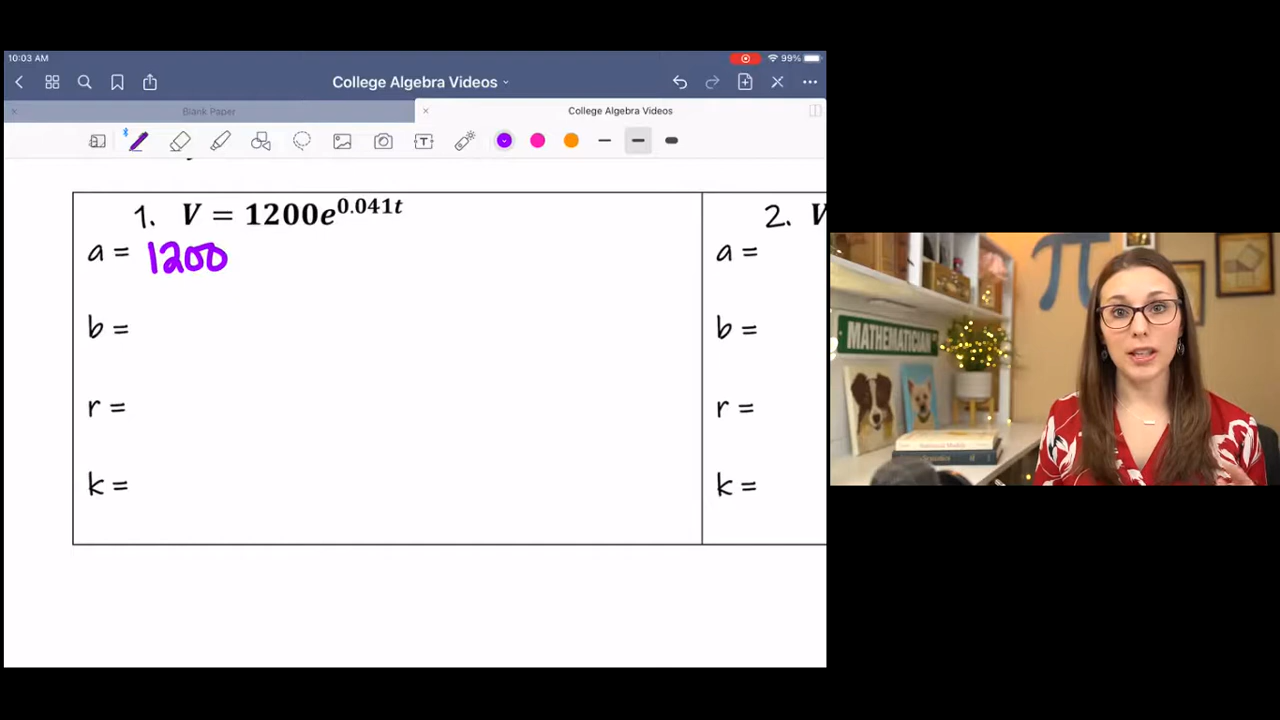 10:03 AM
99%
College Algebra Videos
Blank Paper
College Algebra Videos
1. V = 1200e^{0.041t}
a = 1200
b =
r =
k =
2. V
a =
b =
r =
k =
MATHEMATICIAN